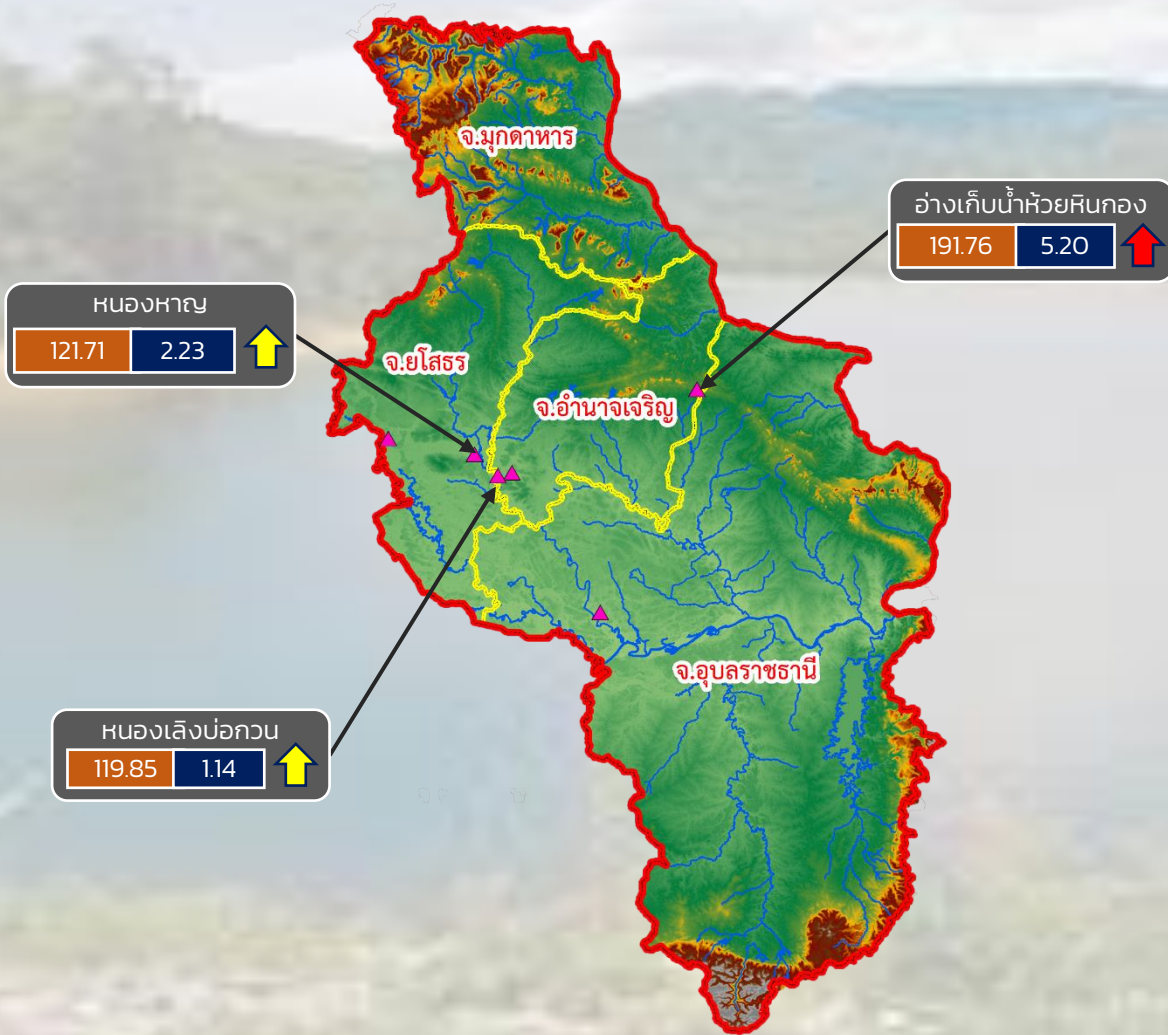 จ.มุกดาหาร
อ่างเก็บน้ำห้วยหินกอง
191.76 5.20
หนองหาญ
121.71 2.23
จ.ยโสธร
จ.อำนาจเจริญ
จ.อุบลราชธานี
หนองเลิงบ่อกวน
119.85 1.14